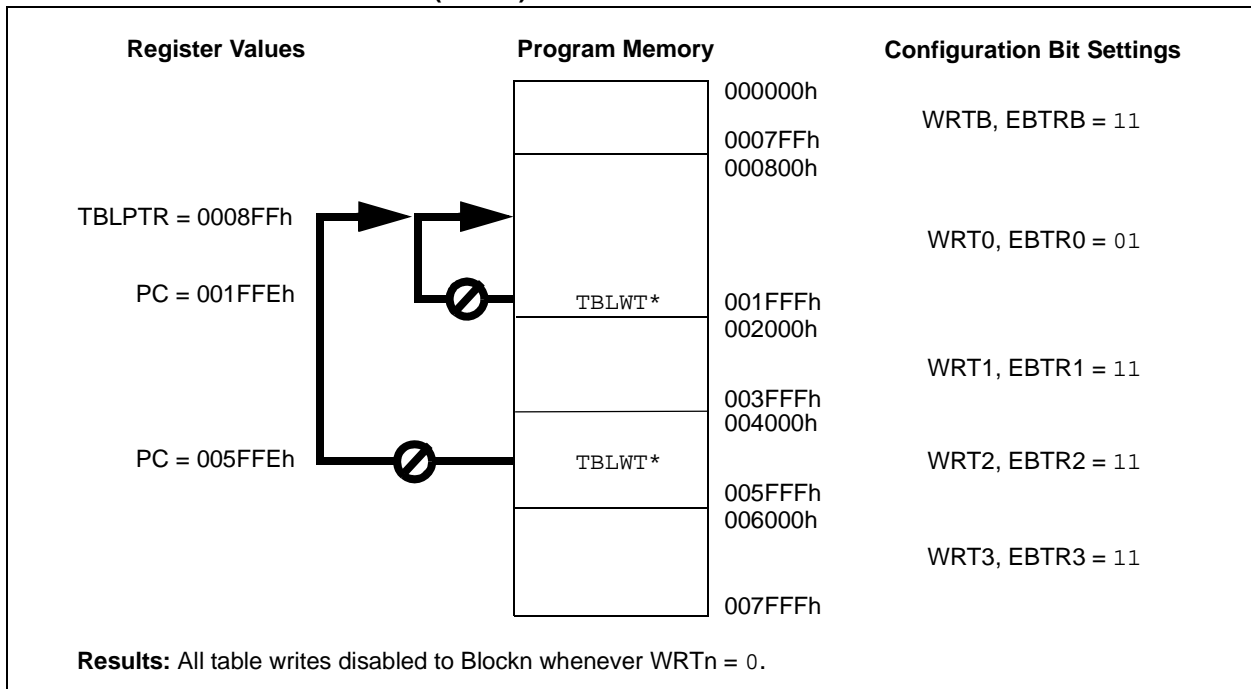 Register Values Program Memory Configuration Bit Settings
000000h
WRTB, EBTRB = 11
0007FFh
000800h
TBLPTR = 0008FFh
WRT0, EBTR0 = 01
PC = 001FFEh
TBLWT*
001FFFh
002000h
WRT1, EBTR1 = 11
003FFFh
004000h
PC = 005FFEh
TBLWT*
WRT2, EBTR2 = 11
005FFFh
006000h
WRT3, EBTR3 = 11
007FFFh
Results: All table writes disabled to Blockn whenever WRTn = 0.